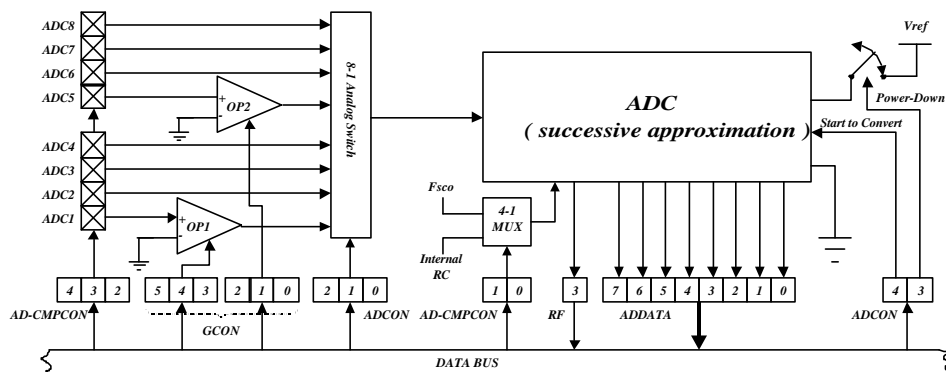 ADC8
ADC7
ADC6
ADC5
ADC4
ADC3
ADC2
ADC1
+
-
OP2
+
-
OP1
8-1 Analog Switch
ADC
( successive approximation )
Vref
Power-Down
Start to Convert
Fsco
4-1
MUX
Internal
RC
4 3 2
5 4 3
2 1 0
2 1 0
1 0
3
7 6 5 4 3 2 1 0
4 3
AD-CMPCON
GCON
ADCON
AD-CMPCON
RF
ADDATA
ADCON
DATA BUS